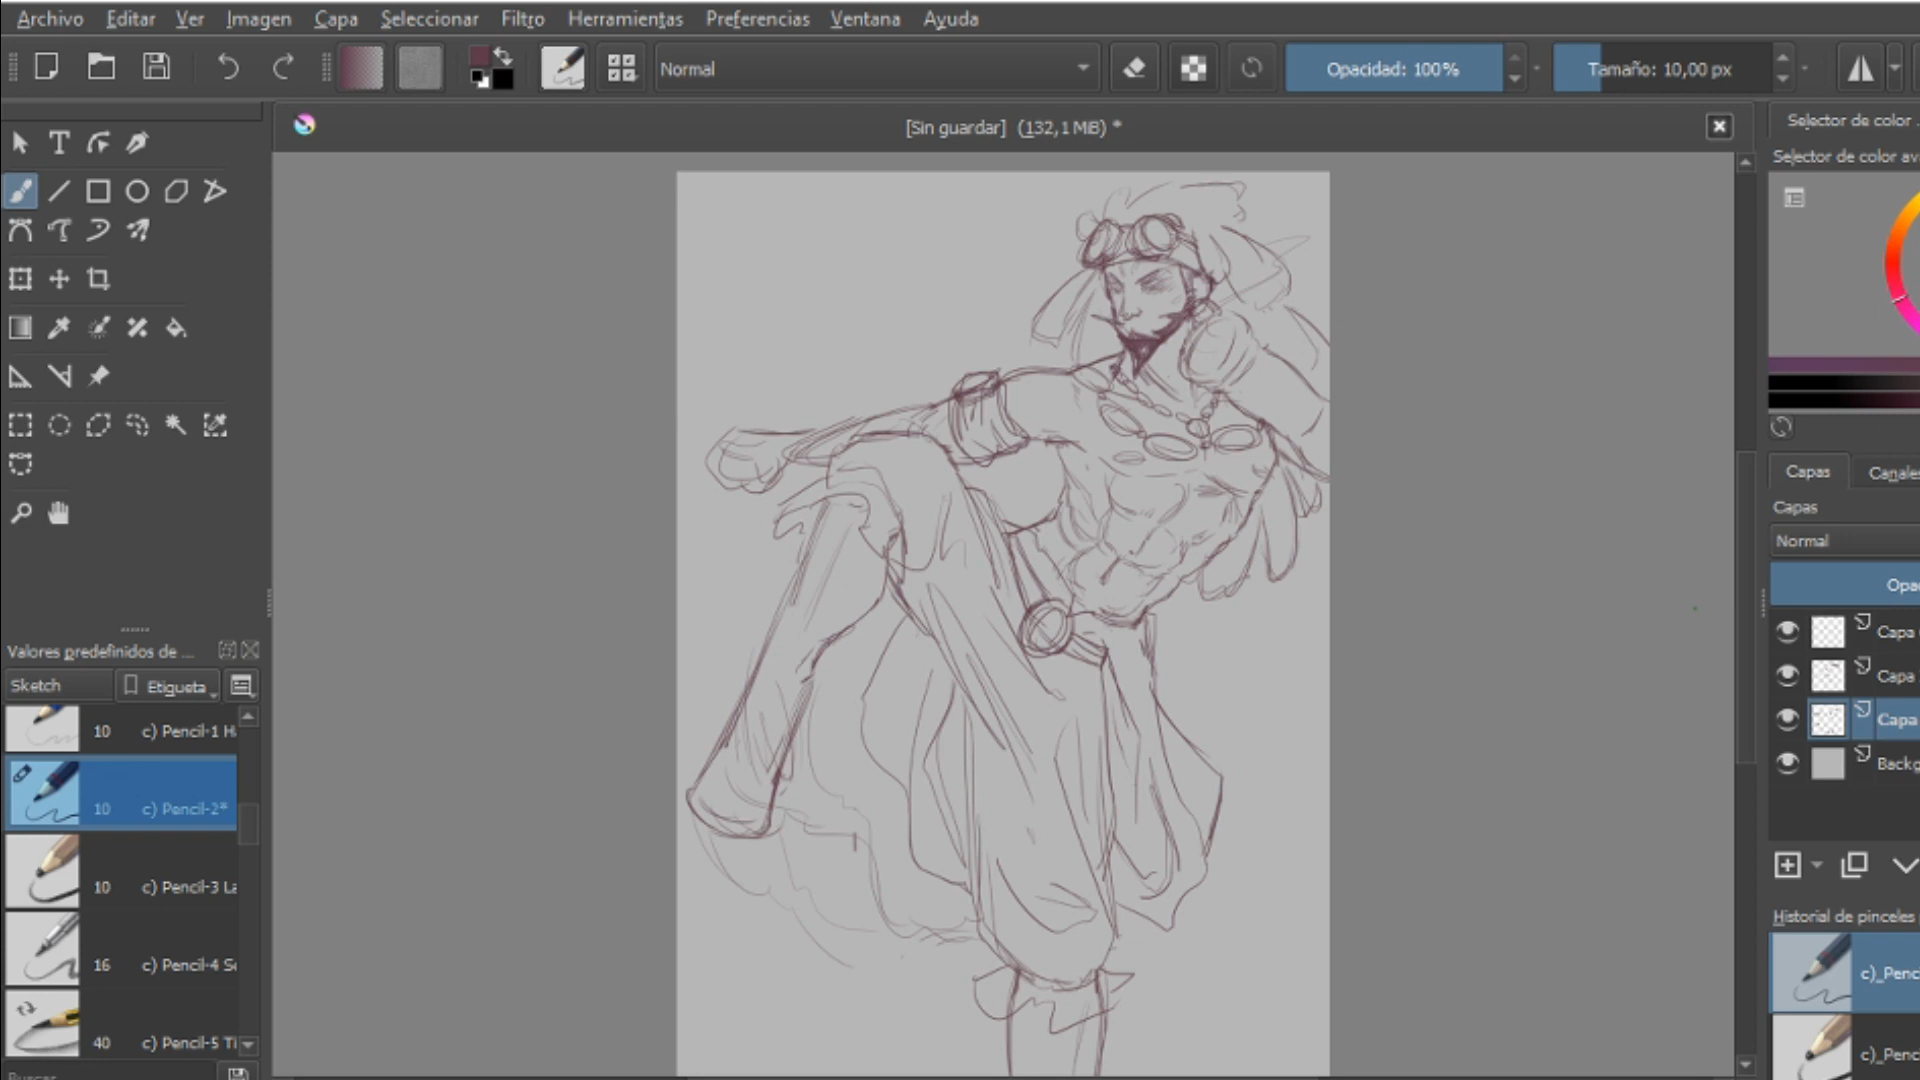 Archivo Editar Ver Imagen Capa Seleccionar Filtro Herramientas Preferencias Ventana Ayuda
Normal Opacidad: 100% Tamaño: 10,00 px
[Sin guardar] (132,1 MiB) * Selector de color
Selector de color
Capas
Capas
Normal
Capa
Capa
Valores predefinidos de ...
Sketch Etiqueta
Capa
10 c) Pencil-1
10 c) Pencil-2*
10 c) Pencil-3
Historial de pinceles
16 c) Pencil-4
40 c) Pencil-5